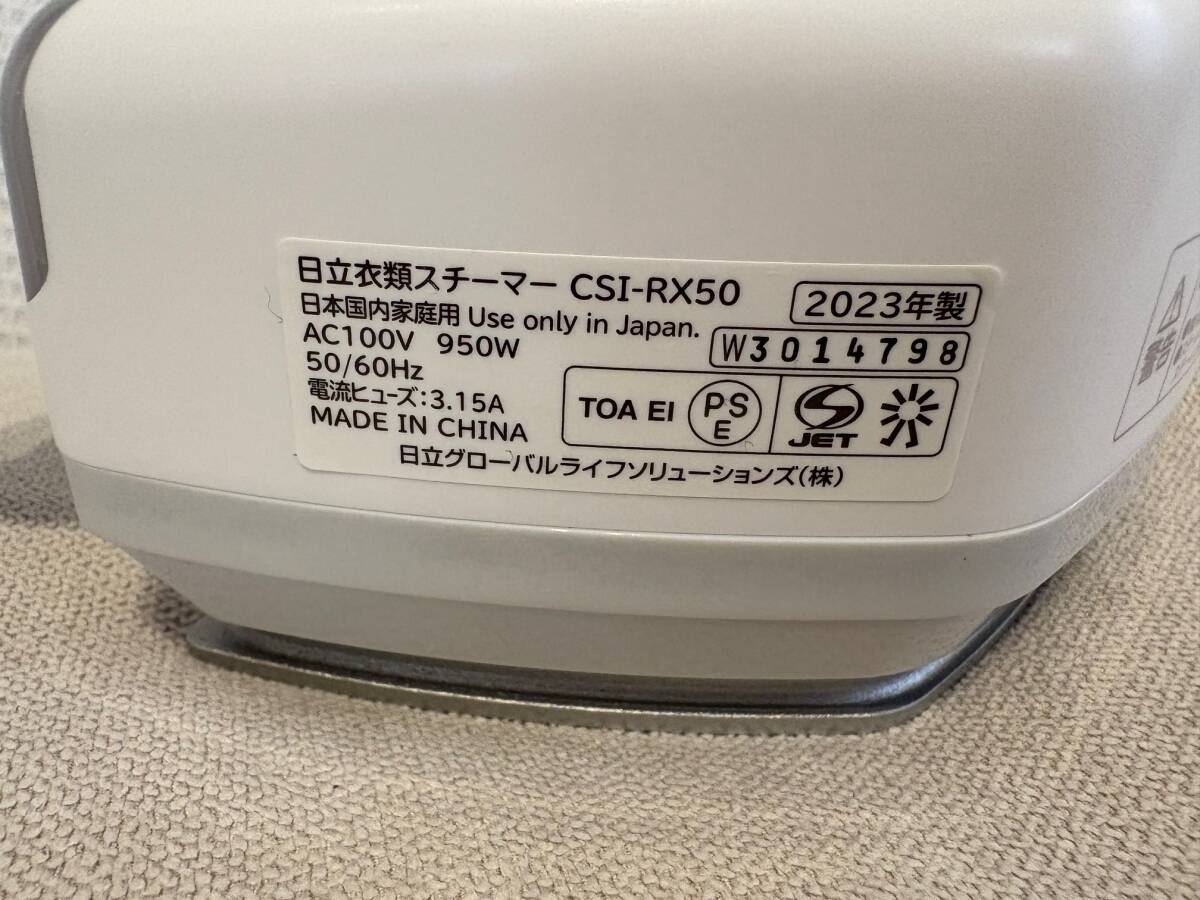 日立衣類スチーマー CSI-RX50
2023年製
日本国内家庭用 Use only in Japan.
W3014798
AC100V 950W
50/60Hz
電流ヒューズ:3.15A
MADE IN CHINA
TOA EI
PS
E
JET
日立グローバルライフソリューションズ(株)
警告